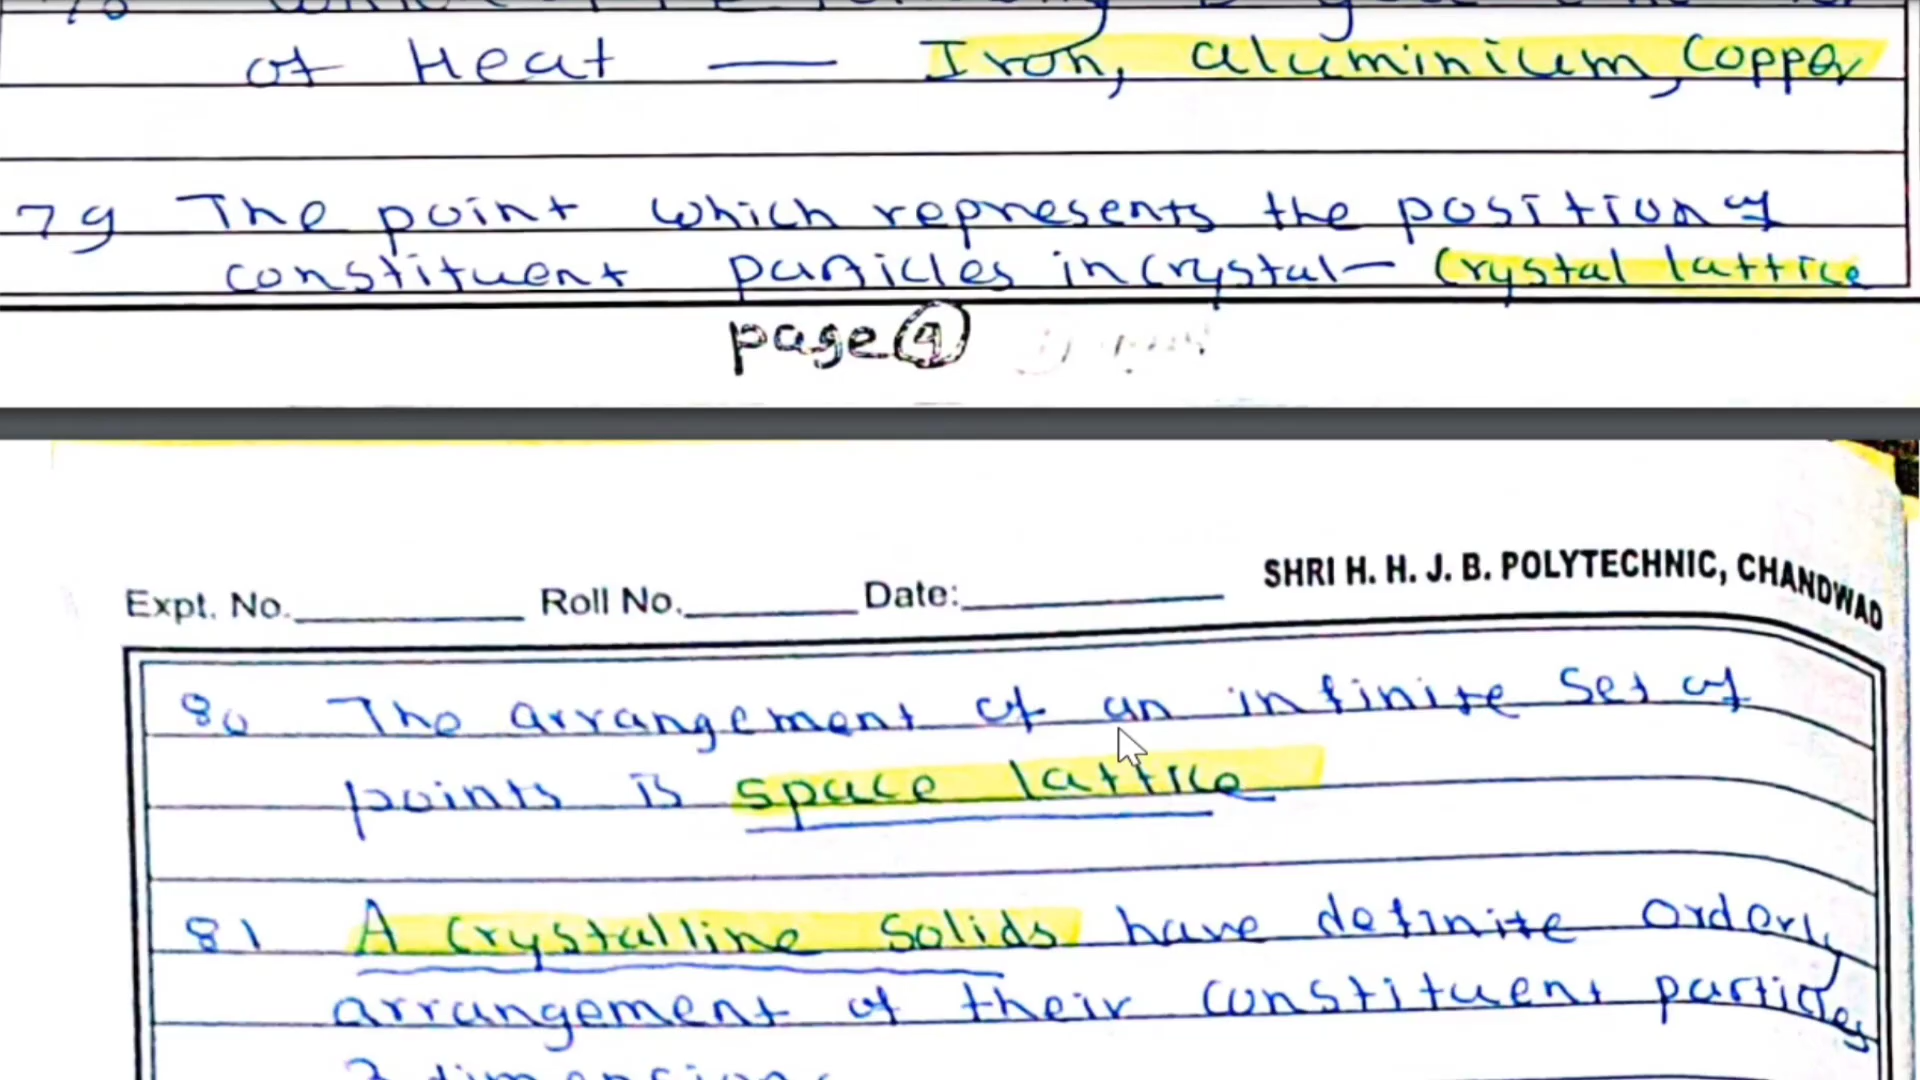 of Heat — Iron, aluminium, Copper
79 The point which represents the position of
constituent particles in crystal - Crystal lattice
page 4
Expt. No. Roll No. Date: SHRI H. H. J. B. POLYTECHNIC, CHANDWAD
80 The arrangement of an infinite set of
points is space lattice
81 A crystalline solids have definite orderly
arrangement of their constituent particles